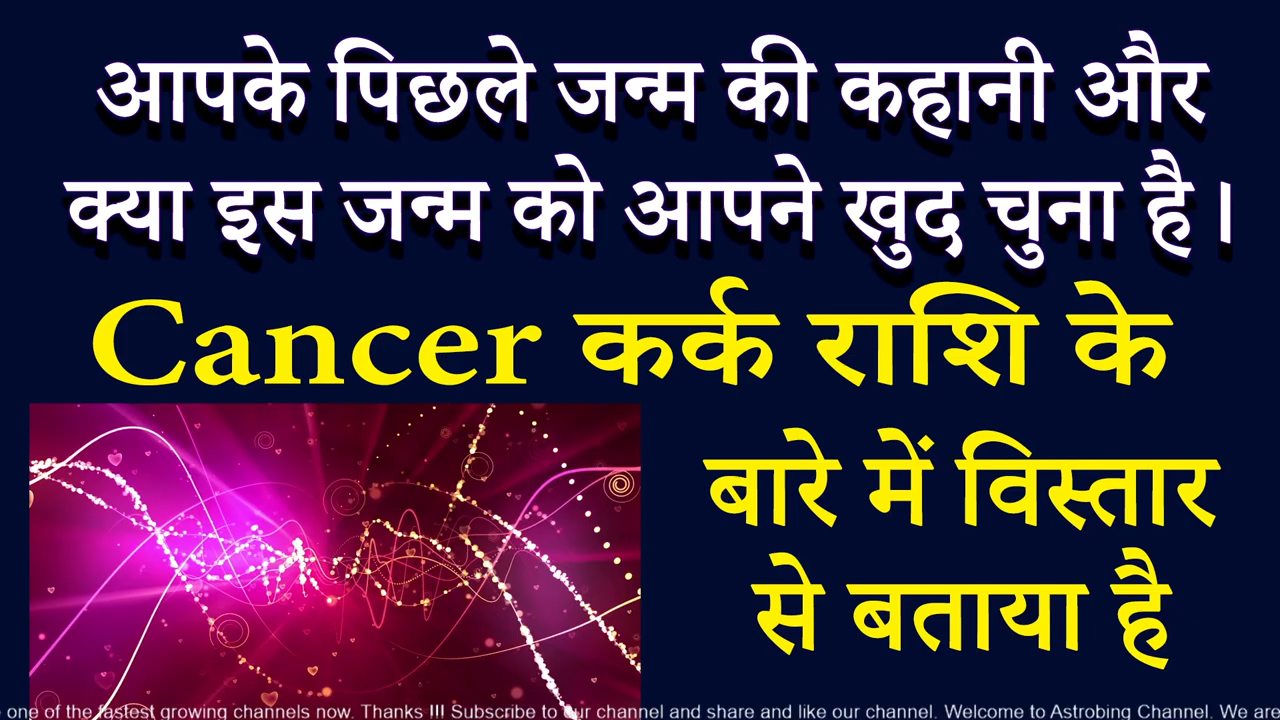 आपके पिछले जन्म की कहानी और
क्या इस जन्म को आपने खुद चुना है।
Cancer कर्क राशि के
बारे में विस्तार
से बताया है
one of the fastest growing channels now. Thanks !!! Subscribe to our channel and share and like our channel. Welcome to Astrobing Channel. We are